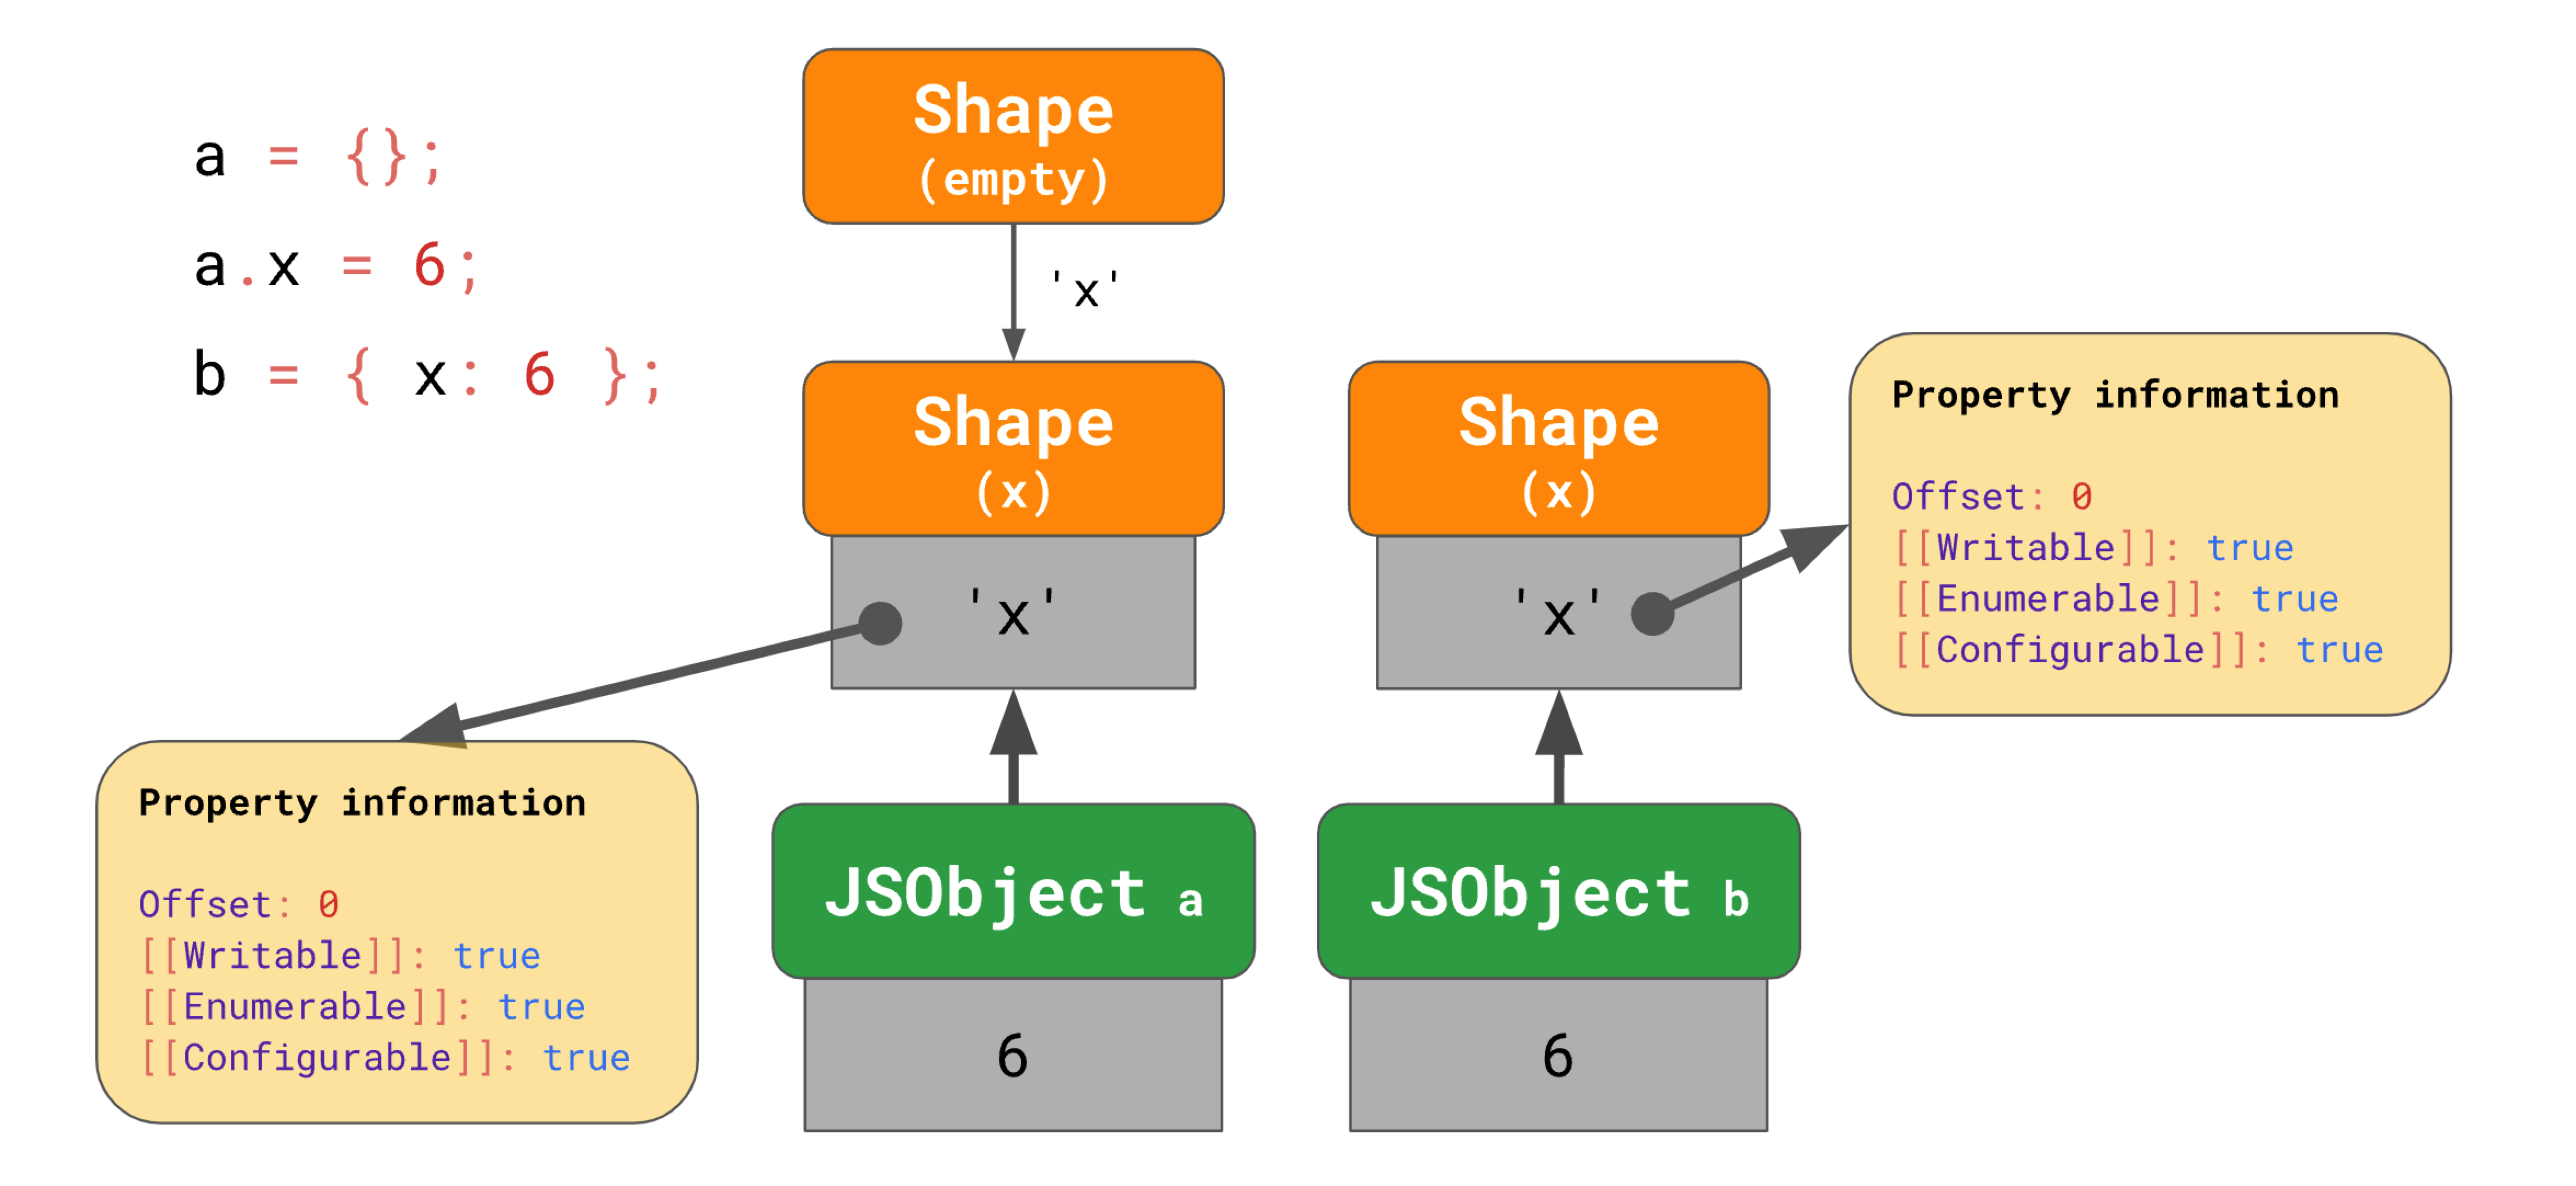 a = {};
a.x = 6;
b = { x: 6 };
Shape
(empty)
'x'
Shape
(x)
'x'
Shape
(x)
'x'
Property information
Offset: 0
[[Writable]]: true
[[Enumerable]]: true
[[Configurable]]: true
Property information
Offset: 0
[[Writable]]: true
[[Enumerable]]: true
[[Configurable]]: true
JSObject a
6
JSObject b
6